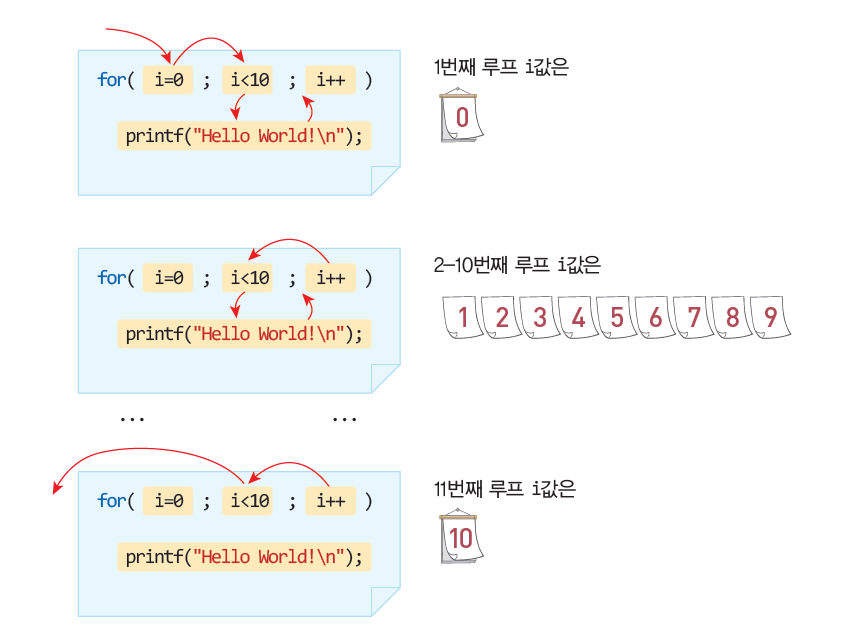 for( i=0 ; i<10 ; i++ )
printf("Hello World!\n");
1번째 루프 i값은
0
for( i=0 ; i<10 ; i++ )
printf("Hello World!\n");
2–10번째 루프 i값은
1 2 3 4 5 6 7 8 9
... ...
for( i=0 ; i<10 ; i++ )
printf("Hello World!\n");
11번째 루프 i값은
10